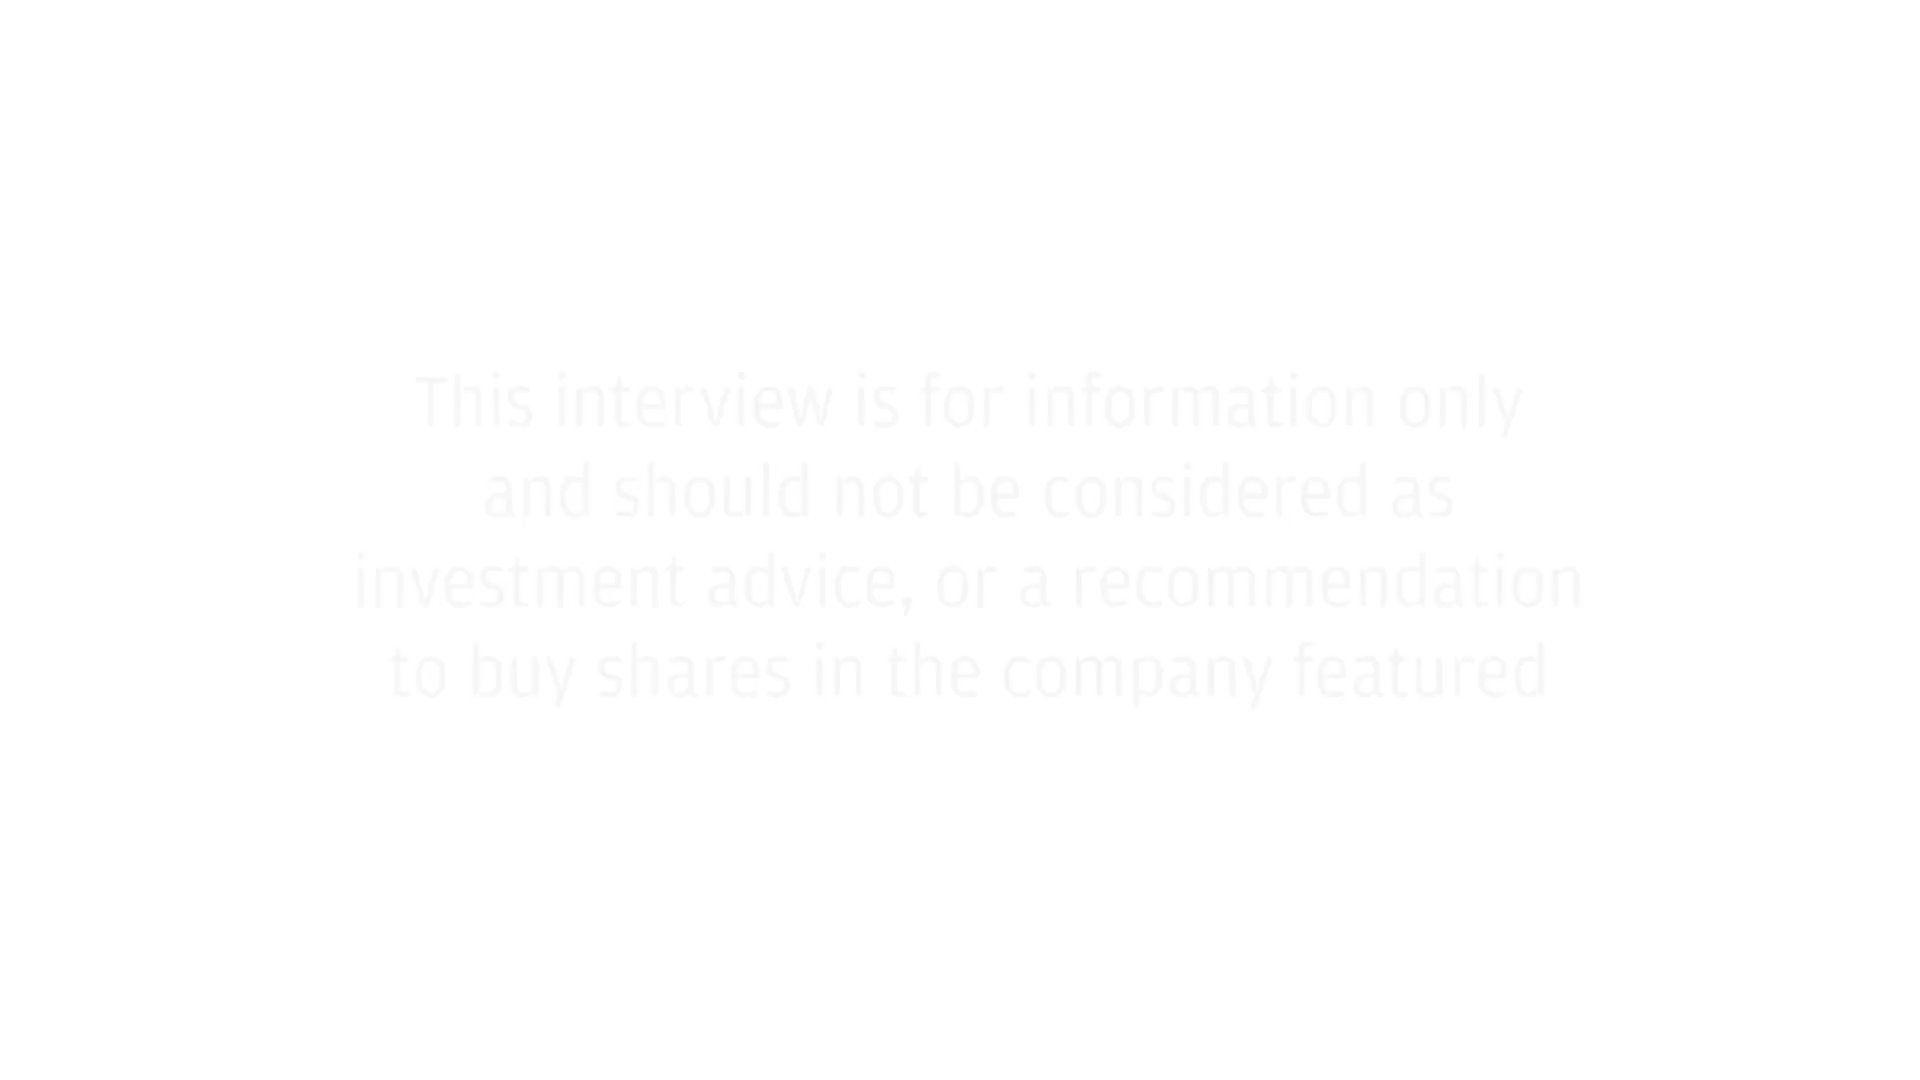 This interview is for information only
and should not be considered as
investment advice, or a recommendation
to buy shares in the company featured